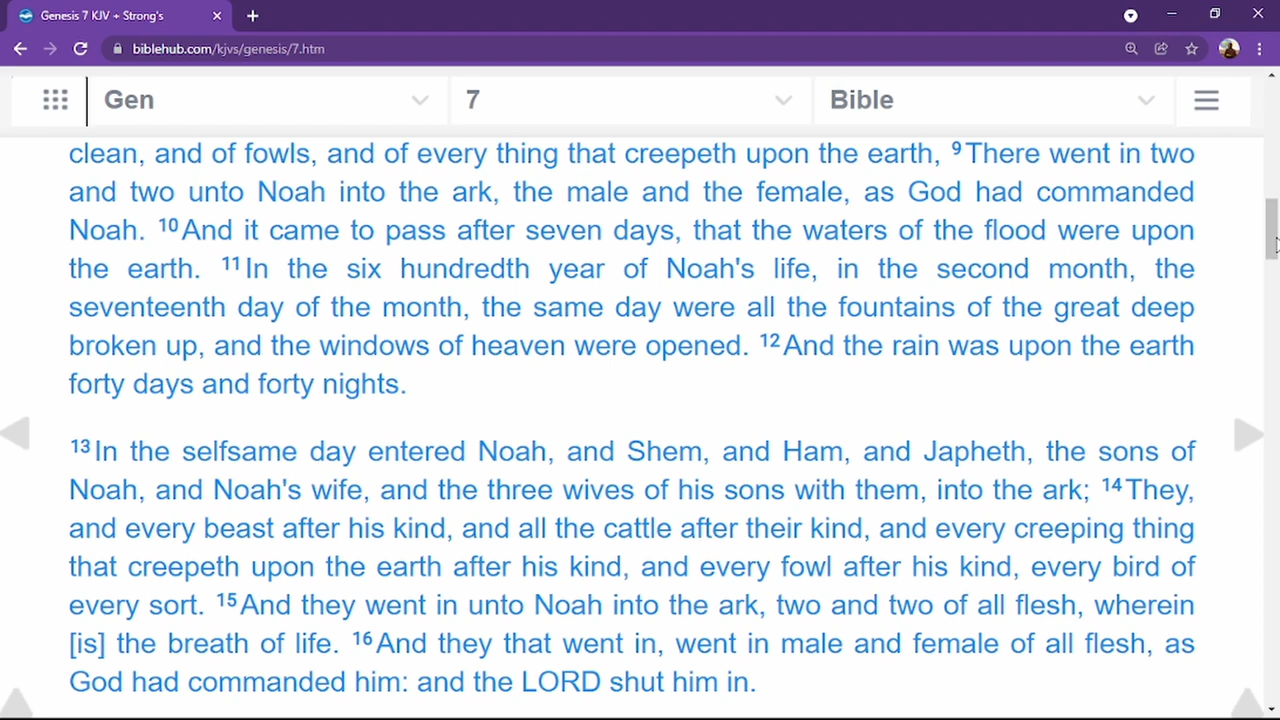 Genesis 7 KJV + Strong's
biblehub.com/kjvs/genesis/7.htm
Gen 7 Bible
clean, and of fowls, and of every thing that creepeth upon the earth, 9 There went in two
and two unto Noah into the ark, the male and the female, as God had commanded
Noah. 10 And it came to pass after seven days, that the waters of the flood were upon
the earth. 11 In the six hundredth year of Noah's life, in the second month, the
seventeenth day of the month, the same day were all the fountains of the great deep
broken up, and the windows of heaven were opened. 12 And the rain was upon the earth
forty days and forty nights.
13 In the selfsame day entered Noah, and Shem, and Ham, and Japheth, the sons of
Noah, and Noah's wife, and the three wives of his sons with them, into the ark; 14 They,
and every beast after his kind, and all the cattle after their kind, and every creeping thing
that creepeth upon the earth after his kind, and every fowl after his kind, every bird of
every sort. 15 And they went in unto Noah into the ark, two and two of all flesh, wherein
[is] the breath of life. 16 And they that went in, went in male and female of all flesh, as
God had commanded him: and the LORD shut him in.